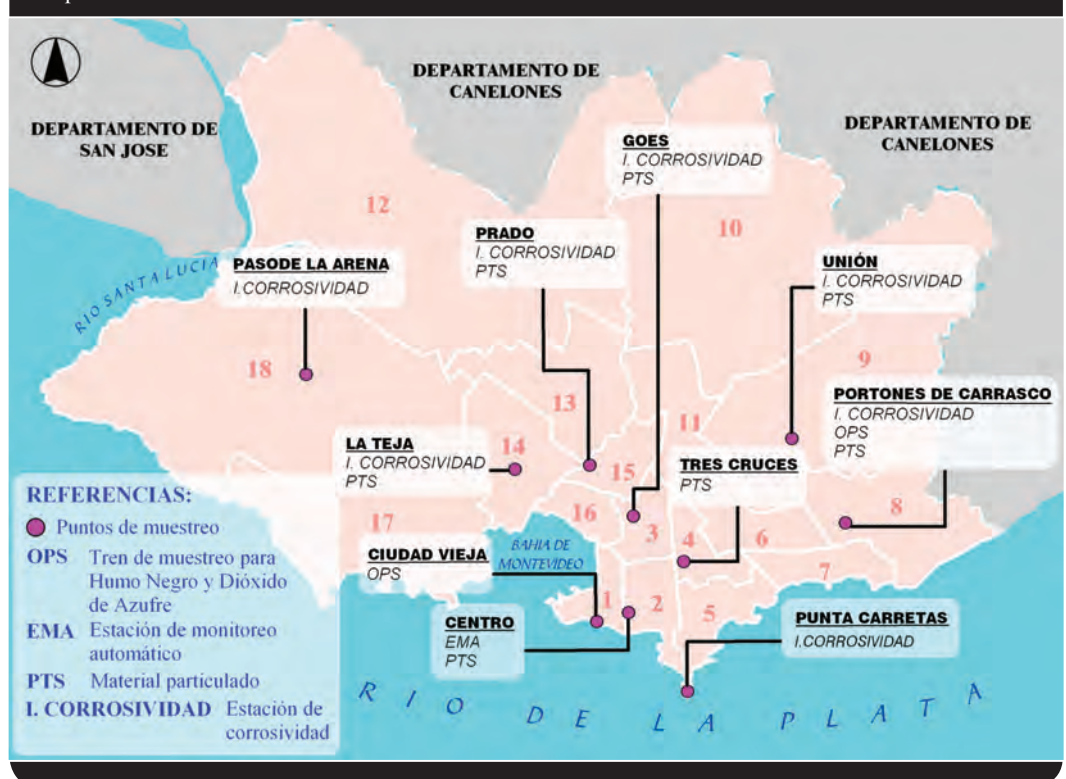 DEPARTAMENTO DE
CANELONES
DEPARTAMENTO DE
SAN JOSE
DEPARTAMENTO DE
CANELONES
GOES
I. CORROSIVIDAD
PTS
12
10
PRADO
I. CORROSIVIDAD
PTS
PASODE LA ARENA
I.CORROSIVIDAD
UNIÓN
I. CORROSIVIDAD
PTS
RIO SANTA LUCIA
18
9
13
11
PORTONES DE CARRASCO
I. CORROSIVIDAD
OPS
PTS
LA TEJA
I. CORROSIVIDAD
PTS
14
15
TRES CRUCES
PTS
8
17
16
3
4
6
7
CIUDAD VIEJA
OPS
BAHIA DE
MONTEVIDEO
1
2
5
CENTRO
EMA
PTS
PUNTA CARRETAS
I.CORROSIVIDAD
RIO DE LA PLATA
REFERENCIAS:
Puntos de muestreo
OPS Tren de muestreo para
Humo Negro y Dióxido
de Azufre
EMA Estación de monitoreo
automático
PTS Material particulado
I. CORROSIVIDAD Estación de
corrosividad